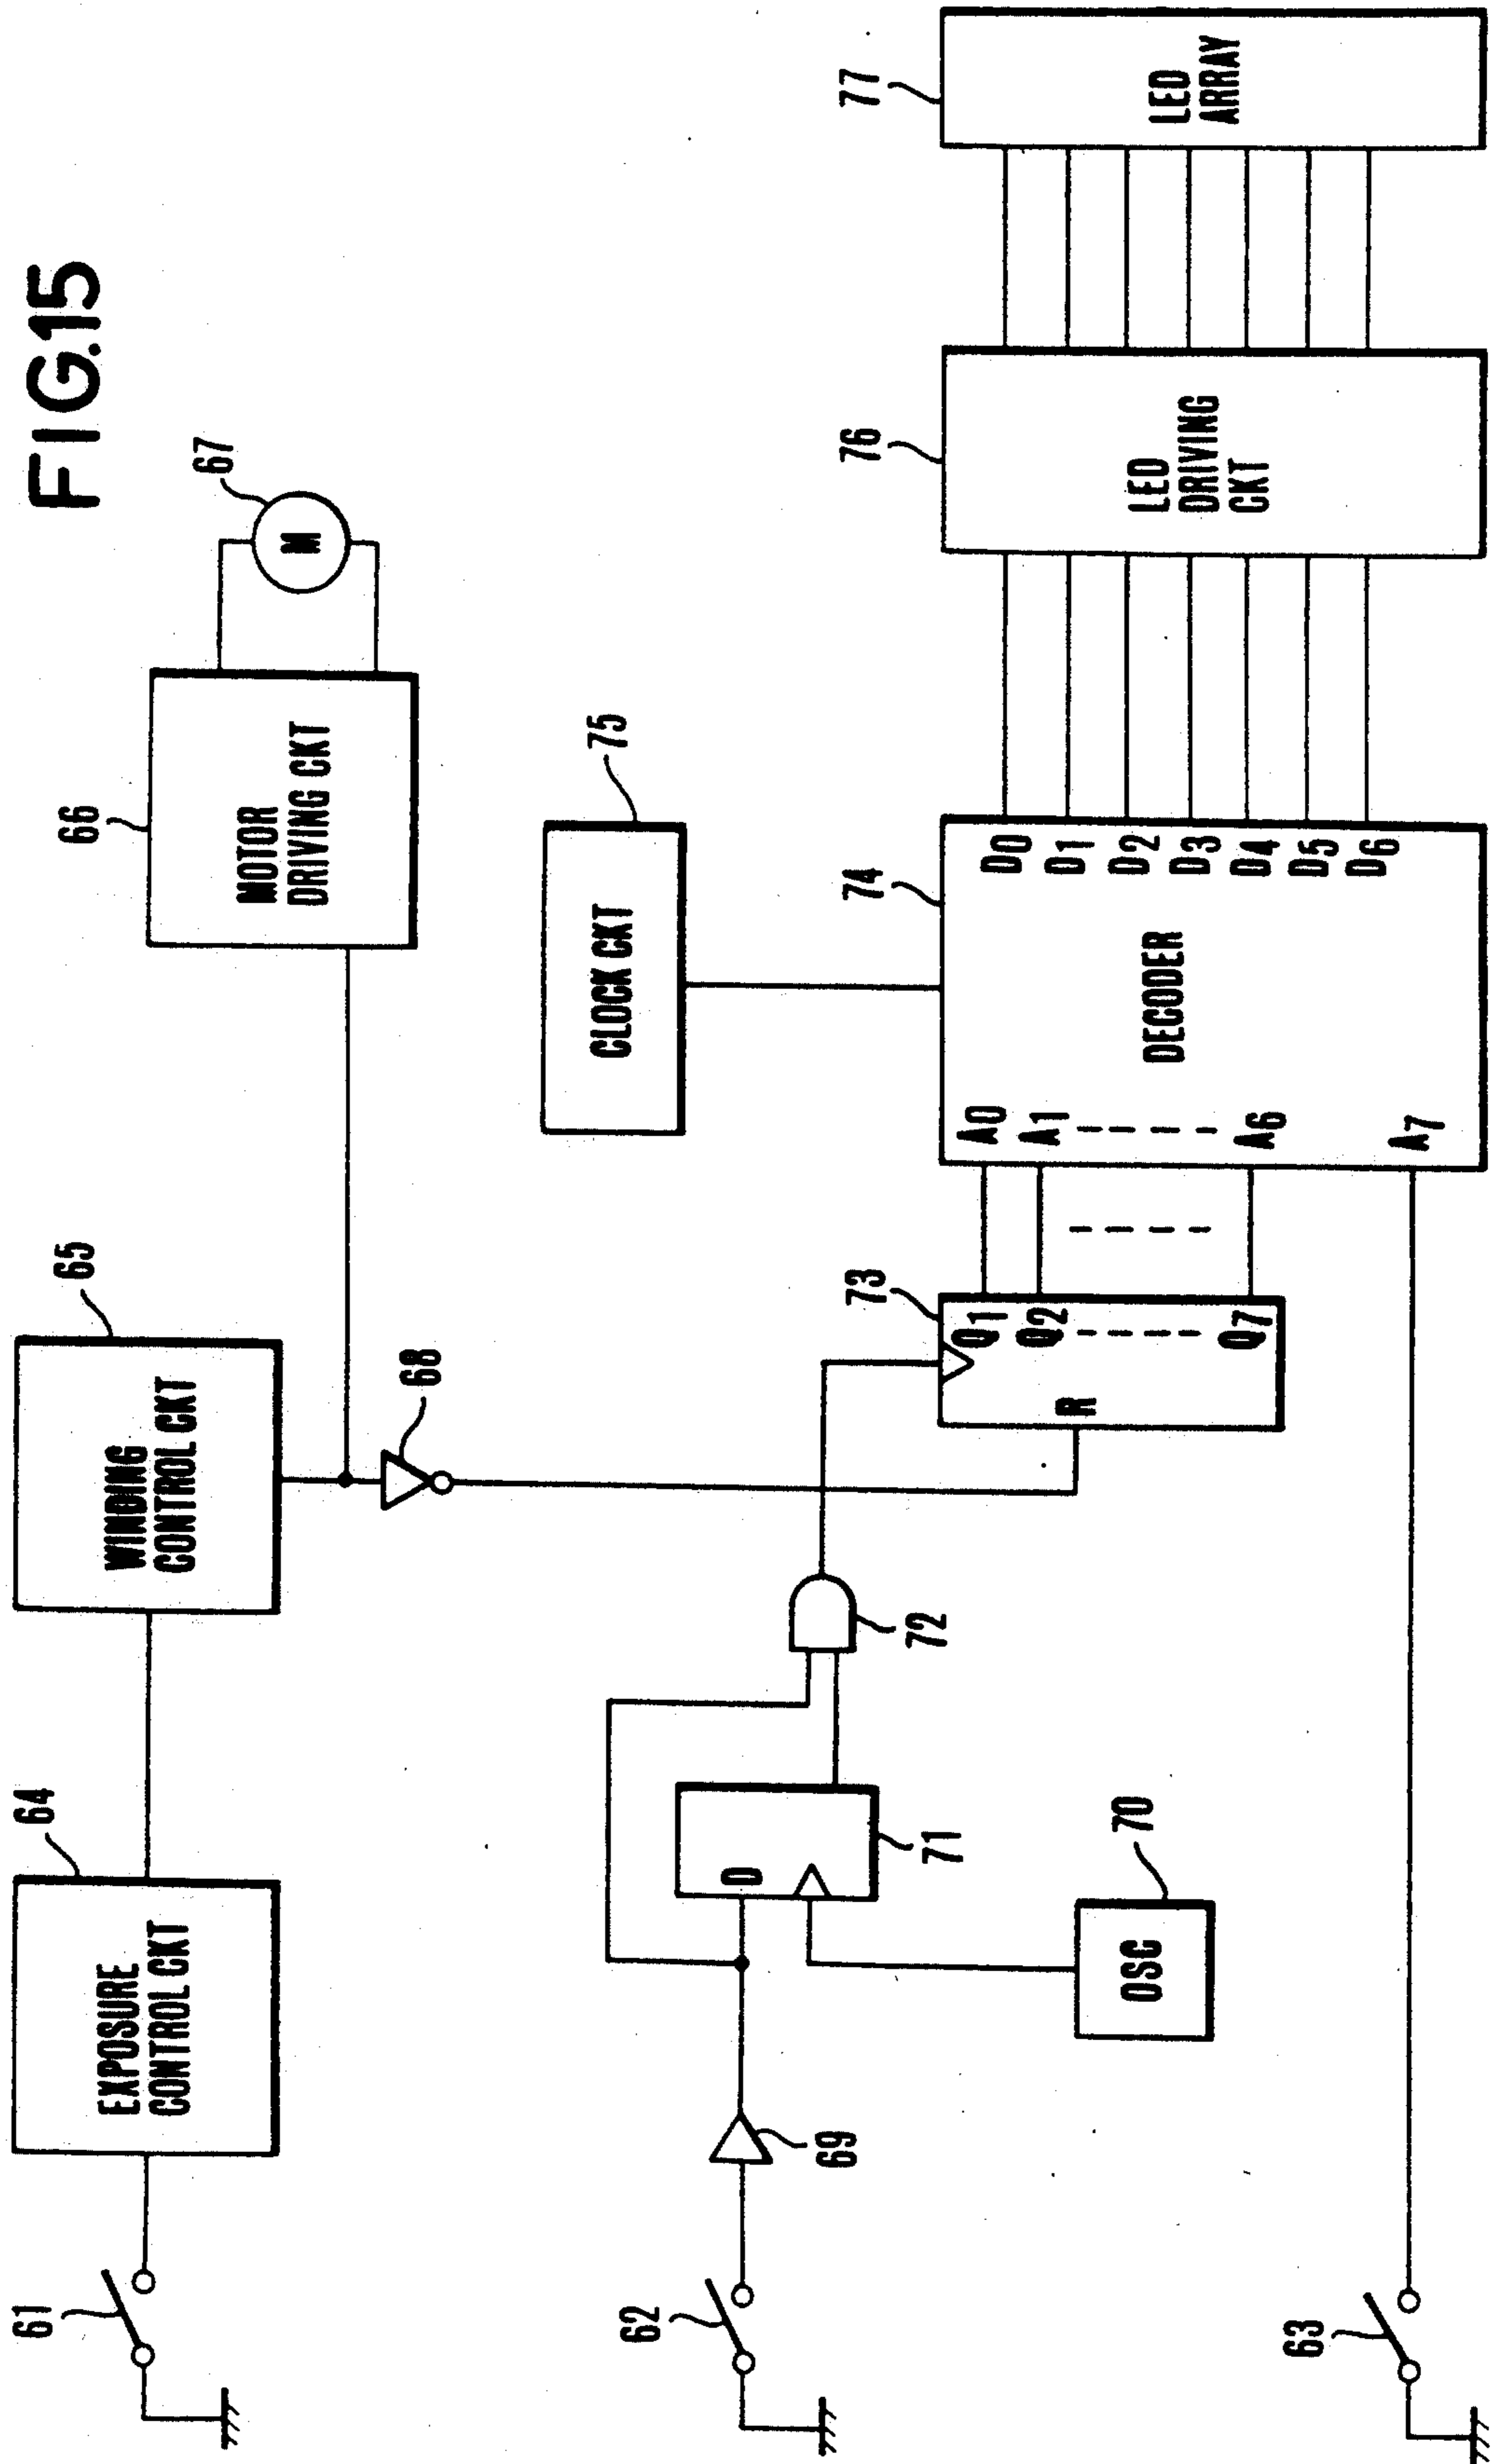 FIG.15
61
EXPOSURE
CONTROL CKT
64
WINDING
CONTROL CKT
65
MOTOR
DRIVING CKT
66
M
67
68
CLOCK CKT
75
62
69
D
71
OSC
70
72
73
Q1
Q2
Q7
R
74
DECODER
A0
A1
A6
A7
D0
D1
D2
D3
D4
D5
D6
LED
DRIVING
CKT
76
LED
ARRAY
77
63